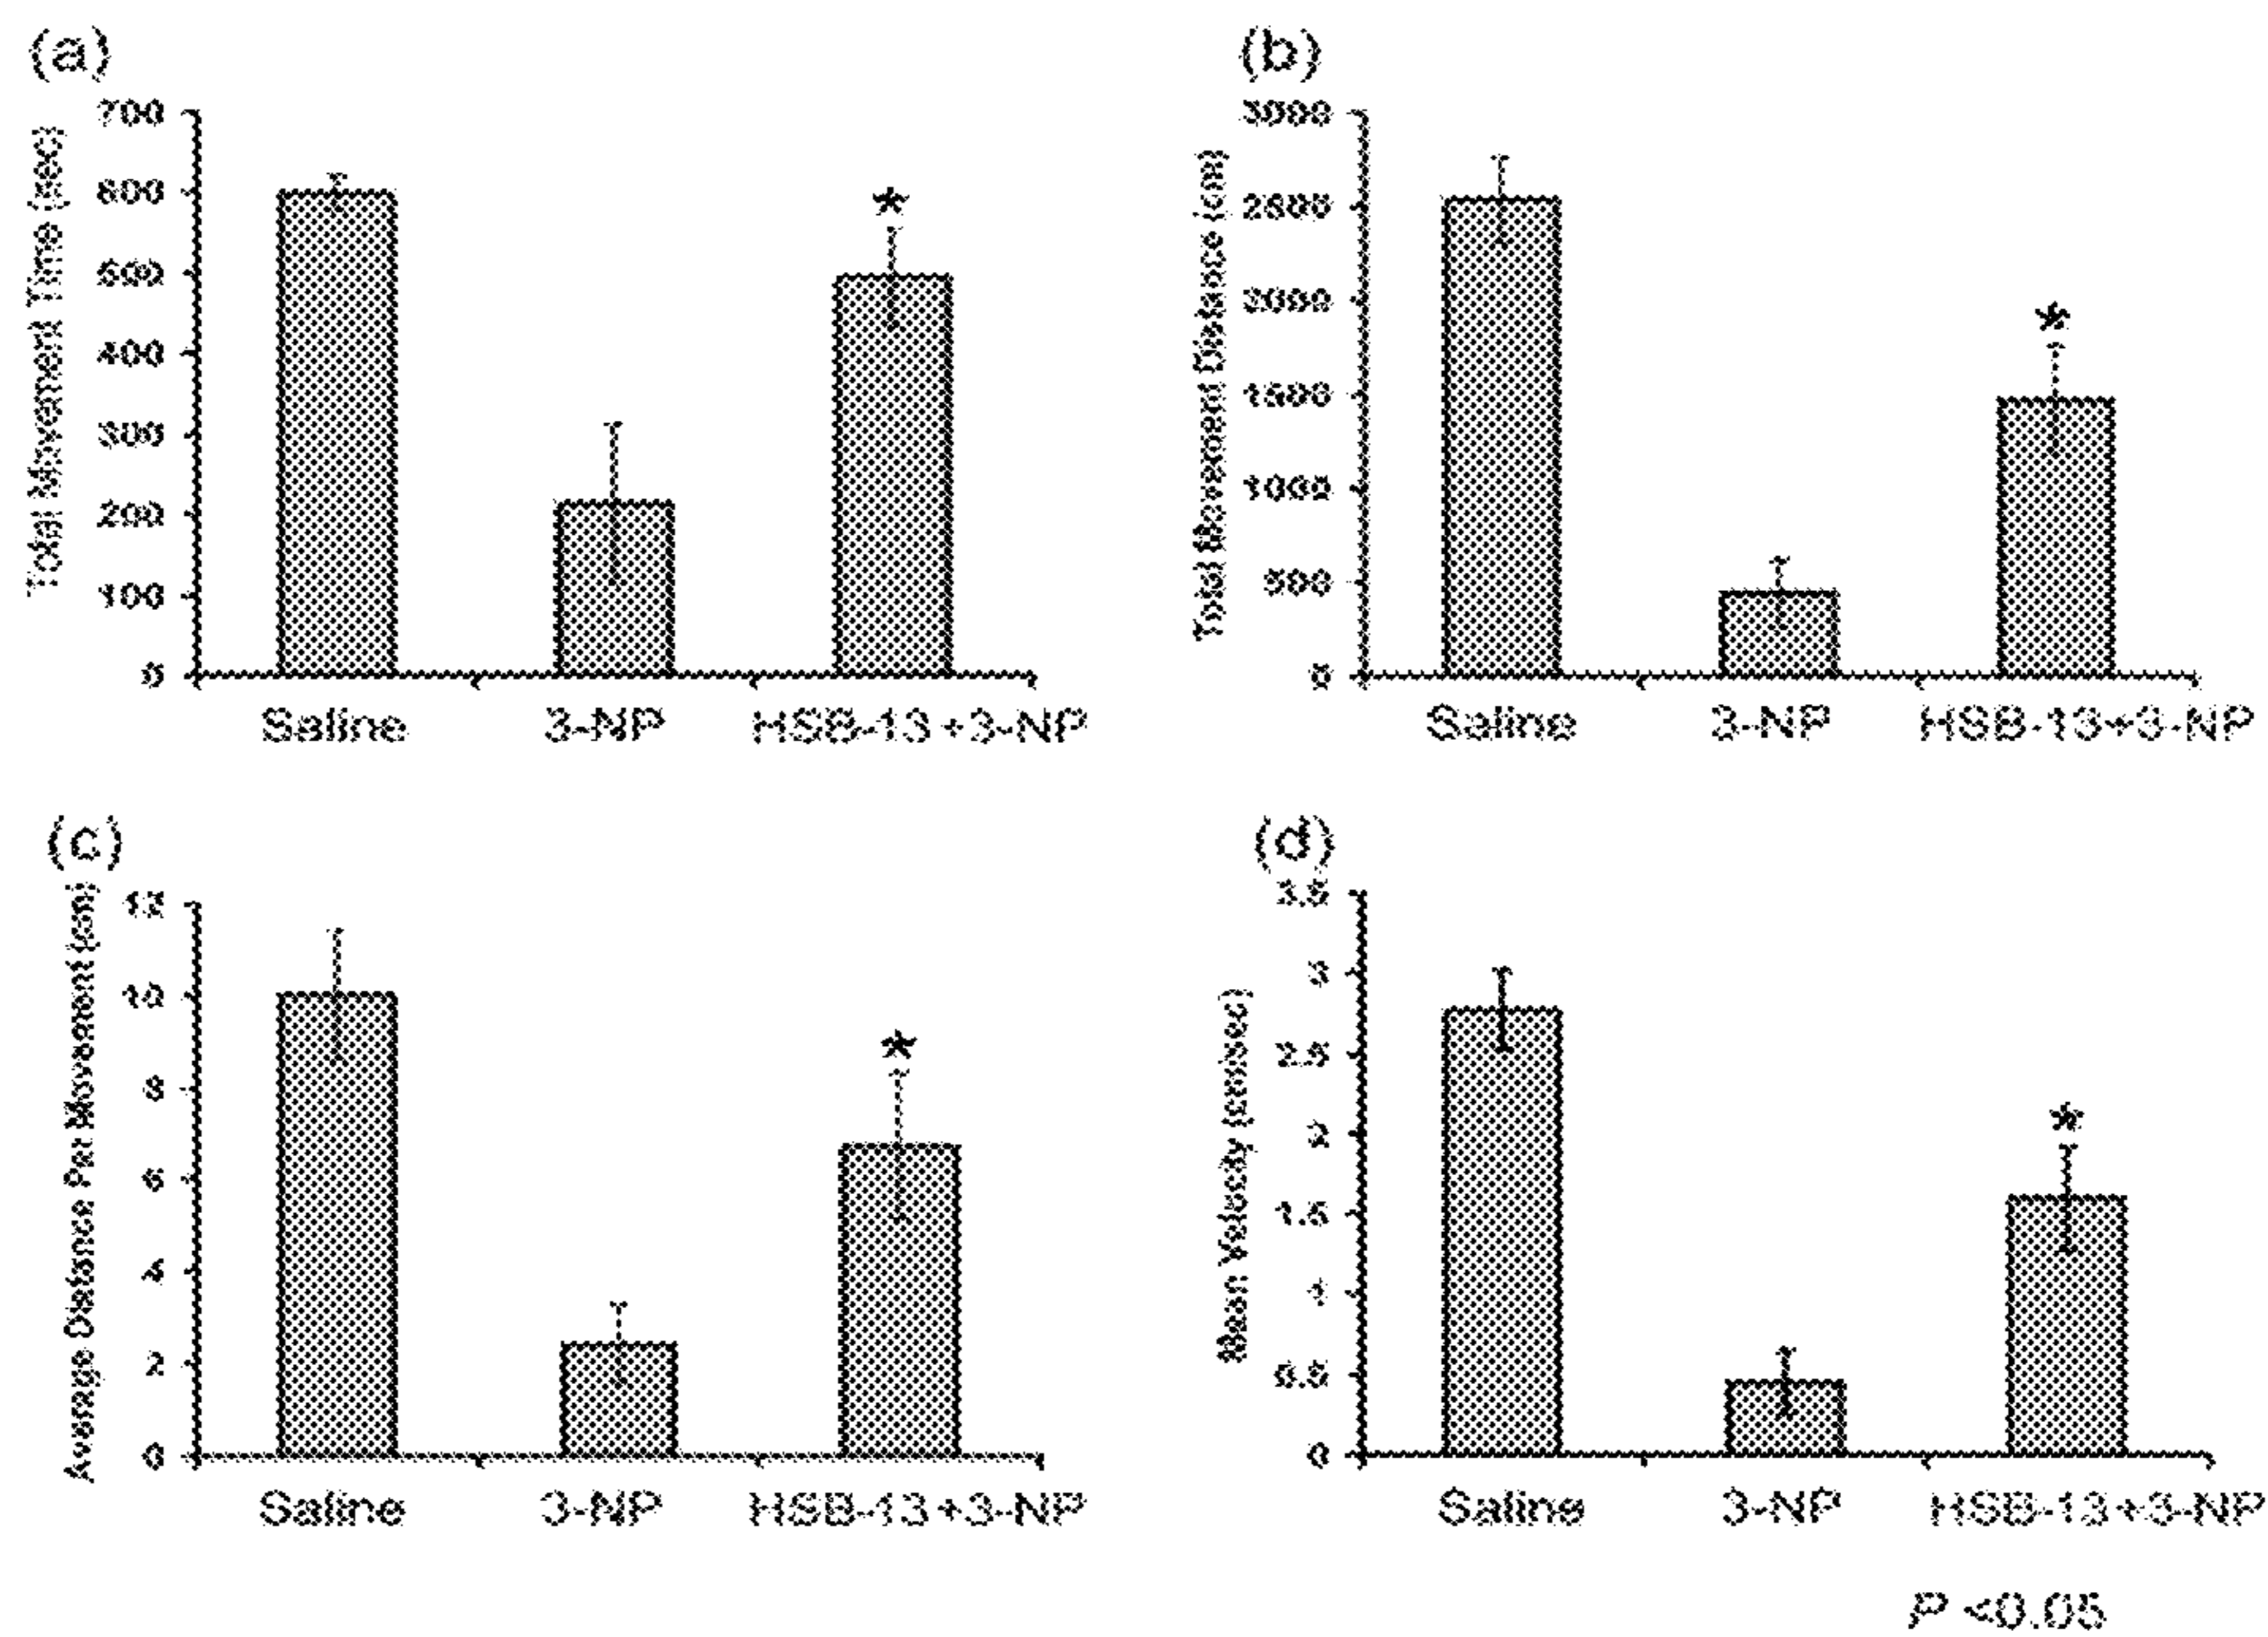 (a)
Total Movement Time (sec)
700
600
500
400
300
200
100
0
Saline 3-NP HSB-13+3-NP
*
(b)
Total Movement Distance (cm)
3000
2500
2000
1500
1000
500
0
Saline 3-NP HSB-13+3-NP
*
(c)
Average Distance Per Movement (cm)
12
10
8
6
4
2
0
Saline 3-NP HSB-13+3-NP
*
(d)
Mean Velocity (cm/sec)
3.5
3
2.5
2
1.5
1
0.5
0
Saline 3-NP HSB-13+3-NP
*
P <0.05